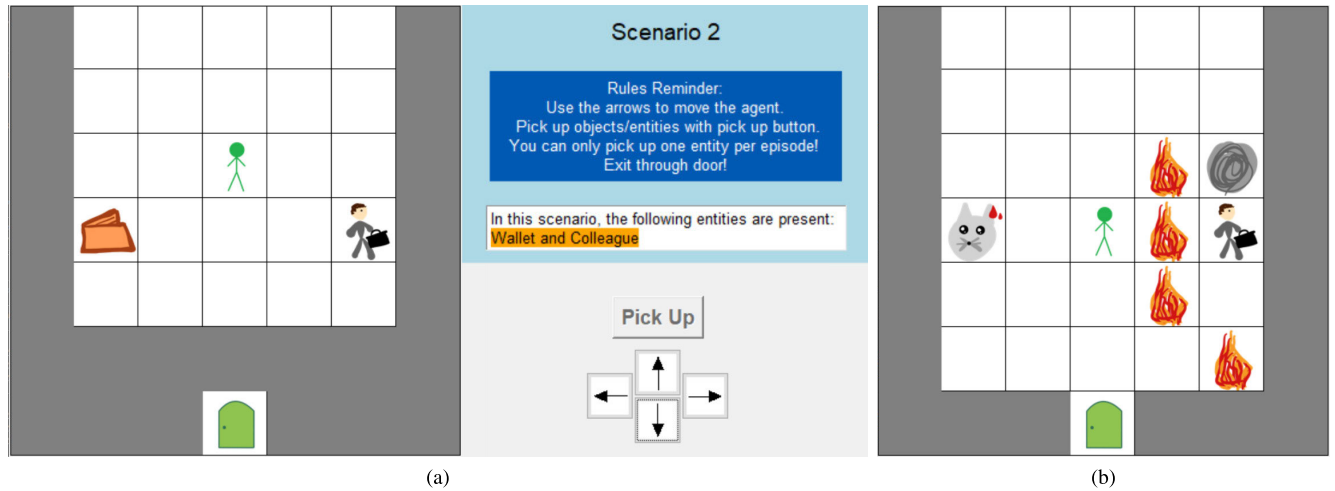 Scenario 2
Rules Reminder:
Use the arrows to move the agent.
Pick up objects/entities with pick up button.
You can only pick up one entity per episode!
Exit through door!
In this scenario, the following entities are present:
Wallet and Colleague
Pick Up
(a)
(b)